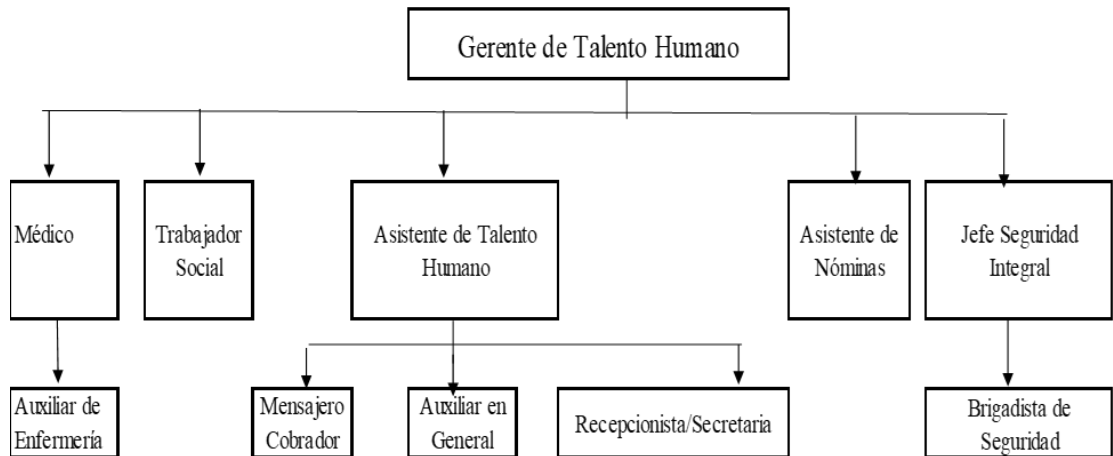 Gerente de Talento Humano
Médico
Trabajador
Social
Asistente de Talento
Humano
Asistente de
Nóminas
Jefe Seguridad
Integral
Auxiliar de
Enfermería
Mensajero
Cobrador
Auxiliar en
General
Recepcionista/Secretaria
Brigadista de
Seguridad